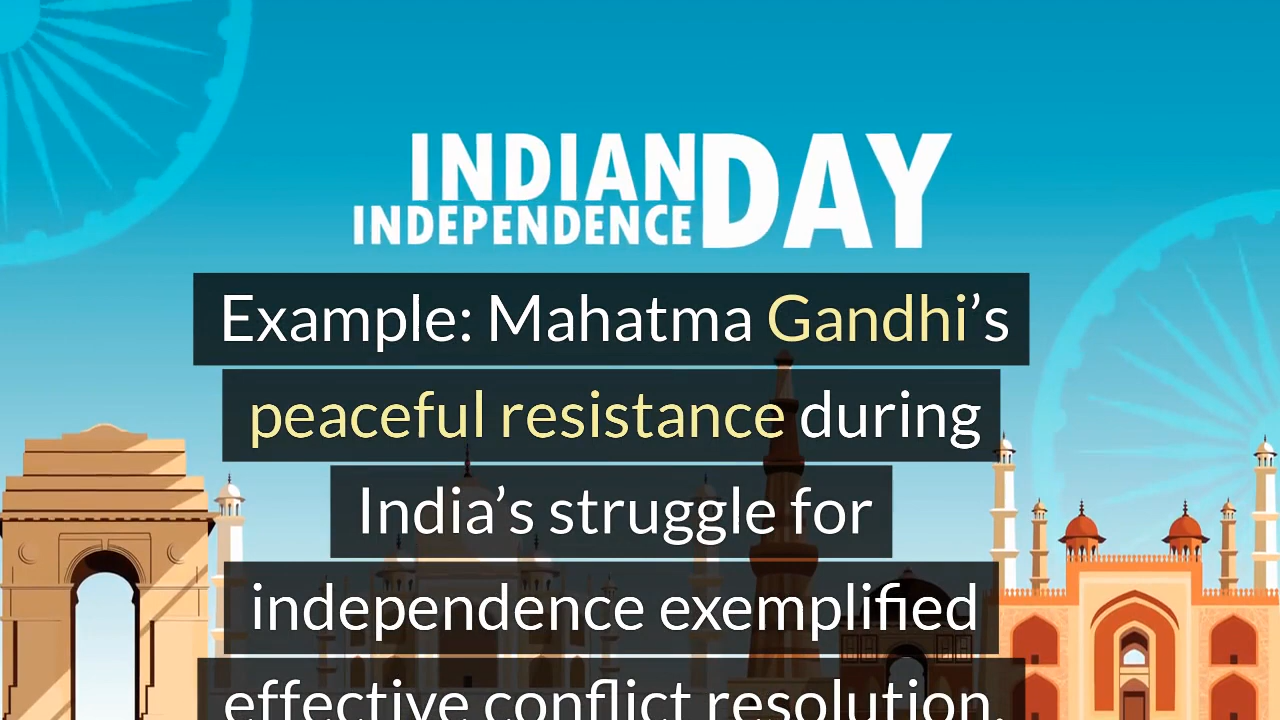 INDIAN
INDEPENDENCE DAY
Example: Mahatma Gandhi’s
peaceful resistance during
India’s struggle for
independence exemplified
effective conflict resolution.